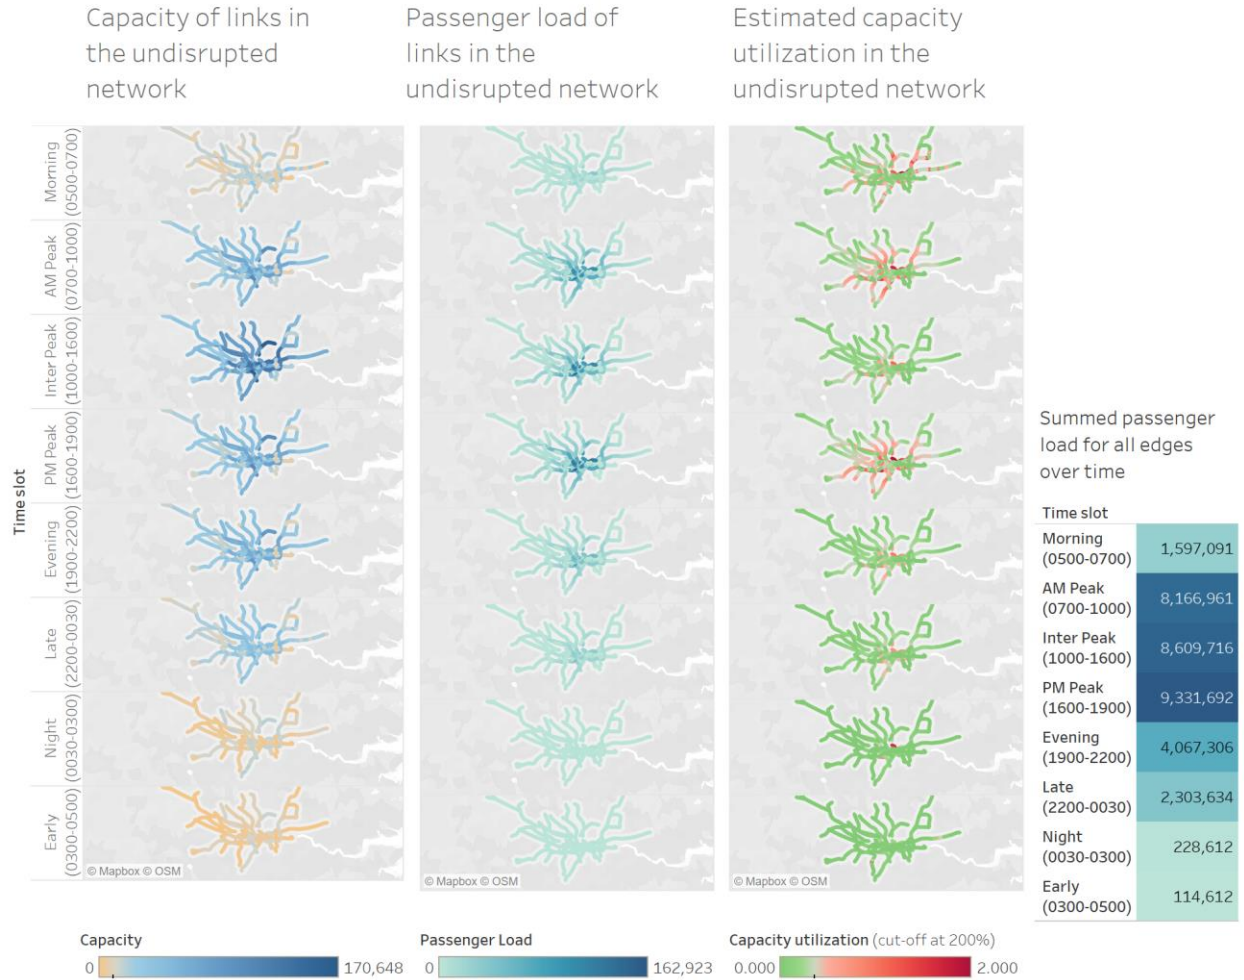 Capacity of links in
the undisrupted
network
Passenger load of
links in the
undisrupted network
Estimated capacity
utilization in the
undisrupted network
Time slot
Morning
(0500-0700)
AM Peak
(0700-1000)
Inter Peak
(1000-1600)
PM Peak
(1600-1900)
Evening
(1900-2200)
Late
(2200-0030)
Night
(0030-0300)
Early
(0300-0500)
© Mapbox © OSM
© Mapbox © OSM
© Mapbox © OSM
Summed passenger
load for all edges
over time
Time slot
Morning
(0500-0700) 1,597,091
AM Peak
(0700-1000) 8,166,961
Inter Peak
(1000-1600) 8,609,716
PM Peak
(1600-1900) 9,331,692
Evening
(1900-2200) 4,067,306
Late
(2200-0030) 2,303,634
Night
(0030-0300) 228,612
Early
(0300-0500) 114,612
Capacity
0 170,648
Passenger Load
0 162,923
Capacity utilization (cut-off at 200%)
0.000 2.000